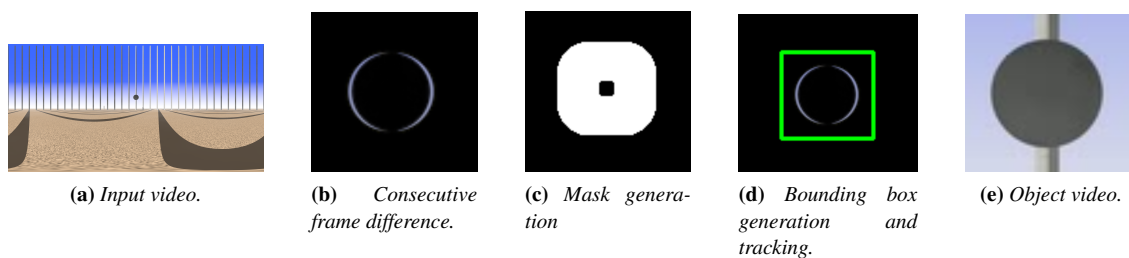 (a) Input video.
(b) Consecutive
frame difference.
(c) Mask genera-
tion
(d) Bounding box
generation and
tracking.
(e) Object video.